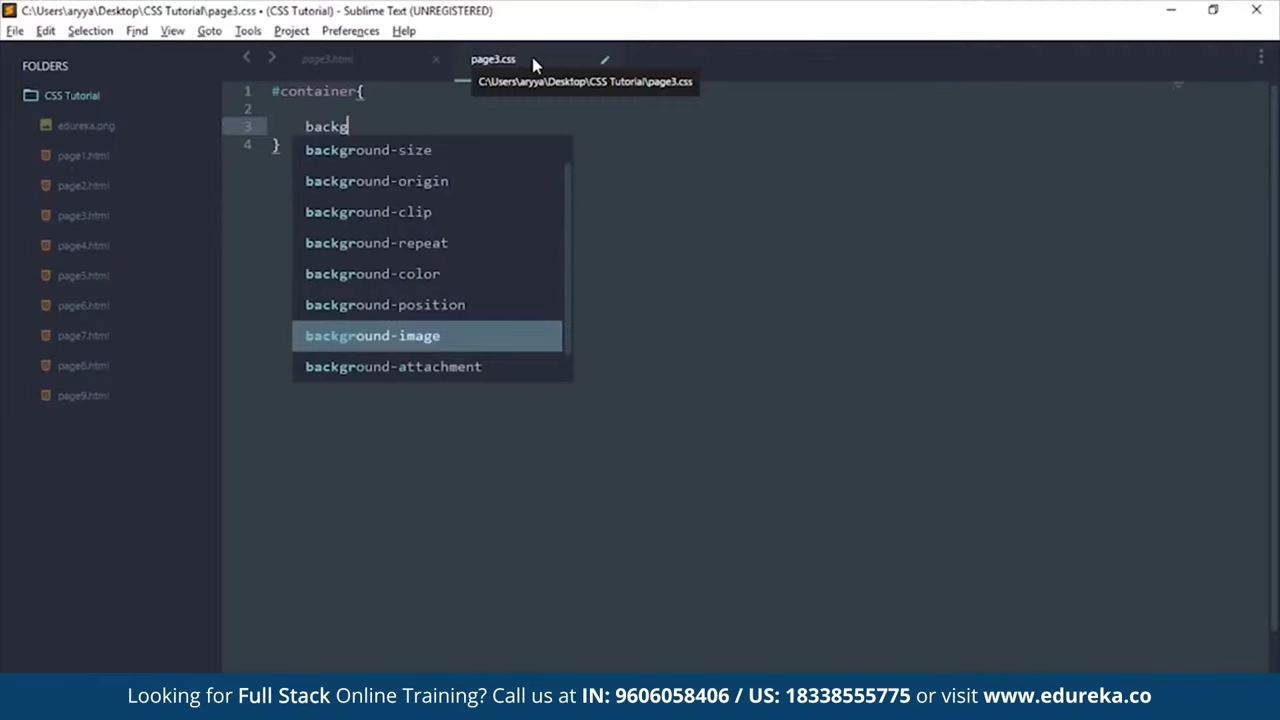 C:\Users\aryya\Desktop\CSS Tutorial\page3.css • (CSS Tutorial) - Sublime Text (UNREGISTERED)
File Edit Selection Find View Goto Tools Project Preferences Help
FOLDERS
CSS Tutorial
edureka.png
page1.html
page2.html
page3.html
page4.html
page5.html
page6.html
page7.html
page8.html
page9.html
page3.html
page3.css
C:\Users\aryya\Desktop\CSS Tutorial\page3.css
1 #container{
2
3 backg
4 }
background-size
background-origin
background-clip
background-repeat
background-color
background-position
background-image
background-attachment
Looking for Full Stack Online Training? Call us at IN: 9606058406 / US: 18338555775 or visit www.edureka.co